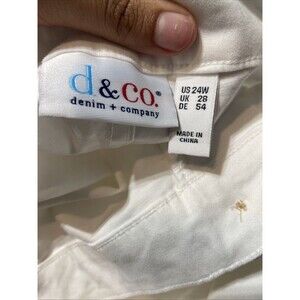 d&co.®
denim + company
US 24W
UK 28
DE 54
MADE IN
CHINA